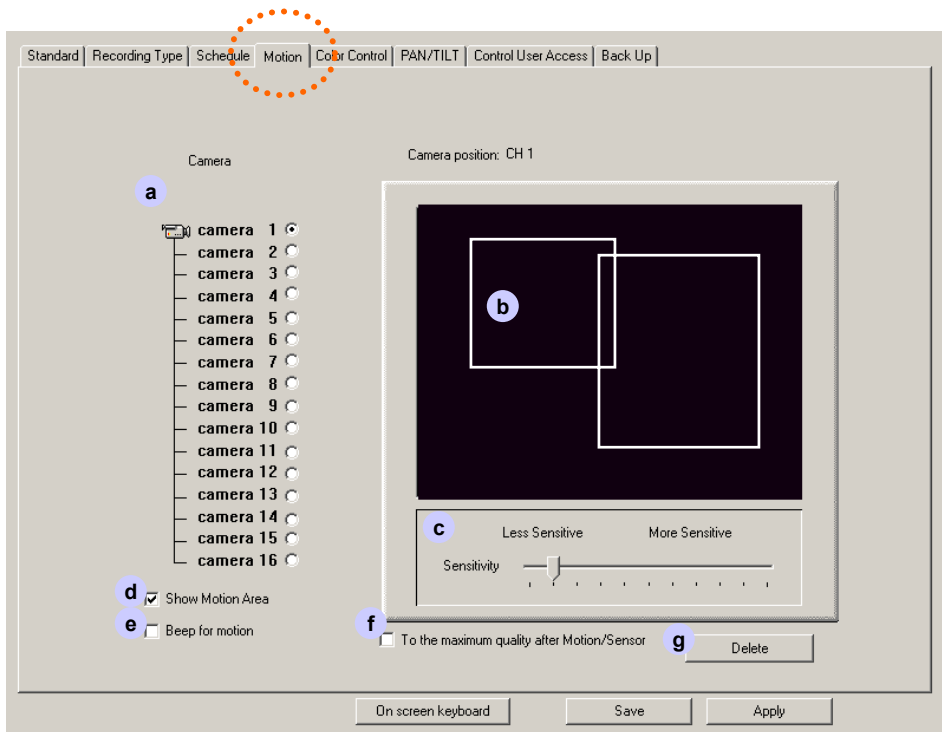 Standard Recording Type Schedule Motion Color Control PAN/TILT Control User Access Back Up
Camera
Camera position: CH 1
a
camera 1
camera 2
camera 3
camera 4
camera 5
camera 6
camera 7
camera 8
camera 9
camera 10
camera 11
camera 12
camera 13
camera 14
camera 15
camera 16
b
c
Less Sensitive More Sensitive
Sensitivity
d Show Motion Area
e Beep for motion
f To the maximum quality after Motion/Sensor
g Delete
On screen keyboard Save Apply